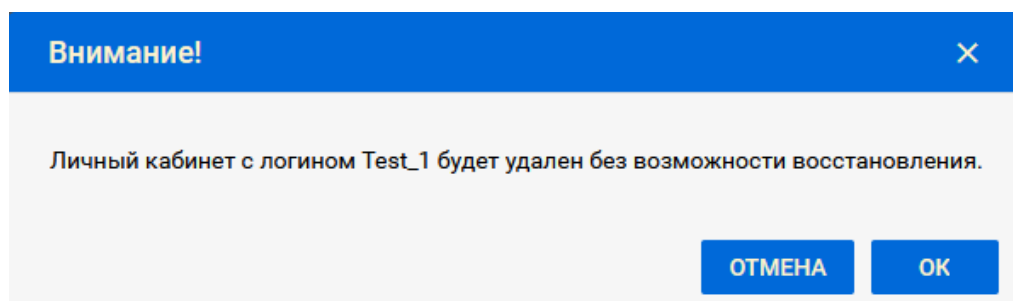 Внимание!
Личный кабинет с логином Test_1 будет удален без возможности восстановления.
ОТМЕНА
ОК